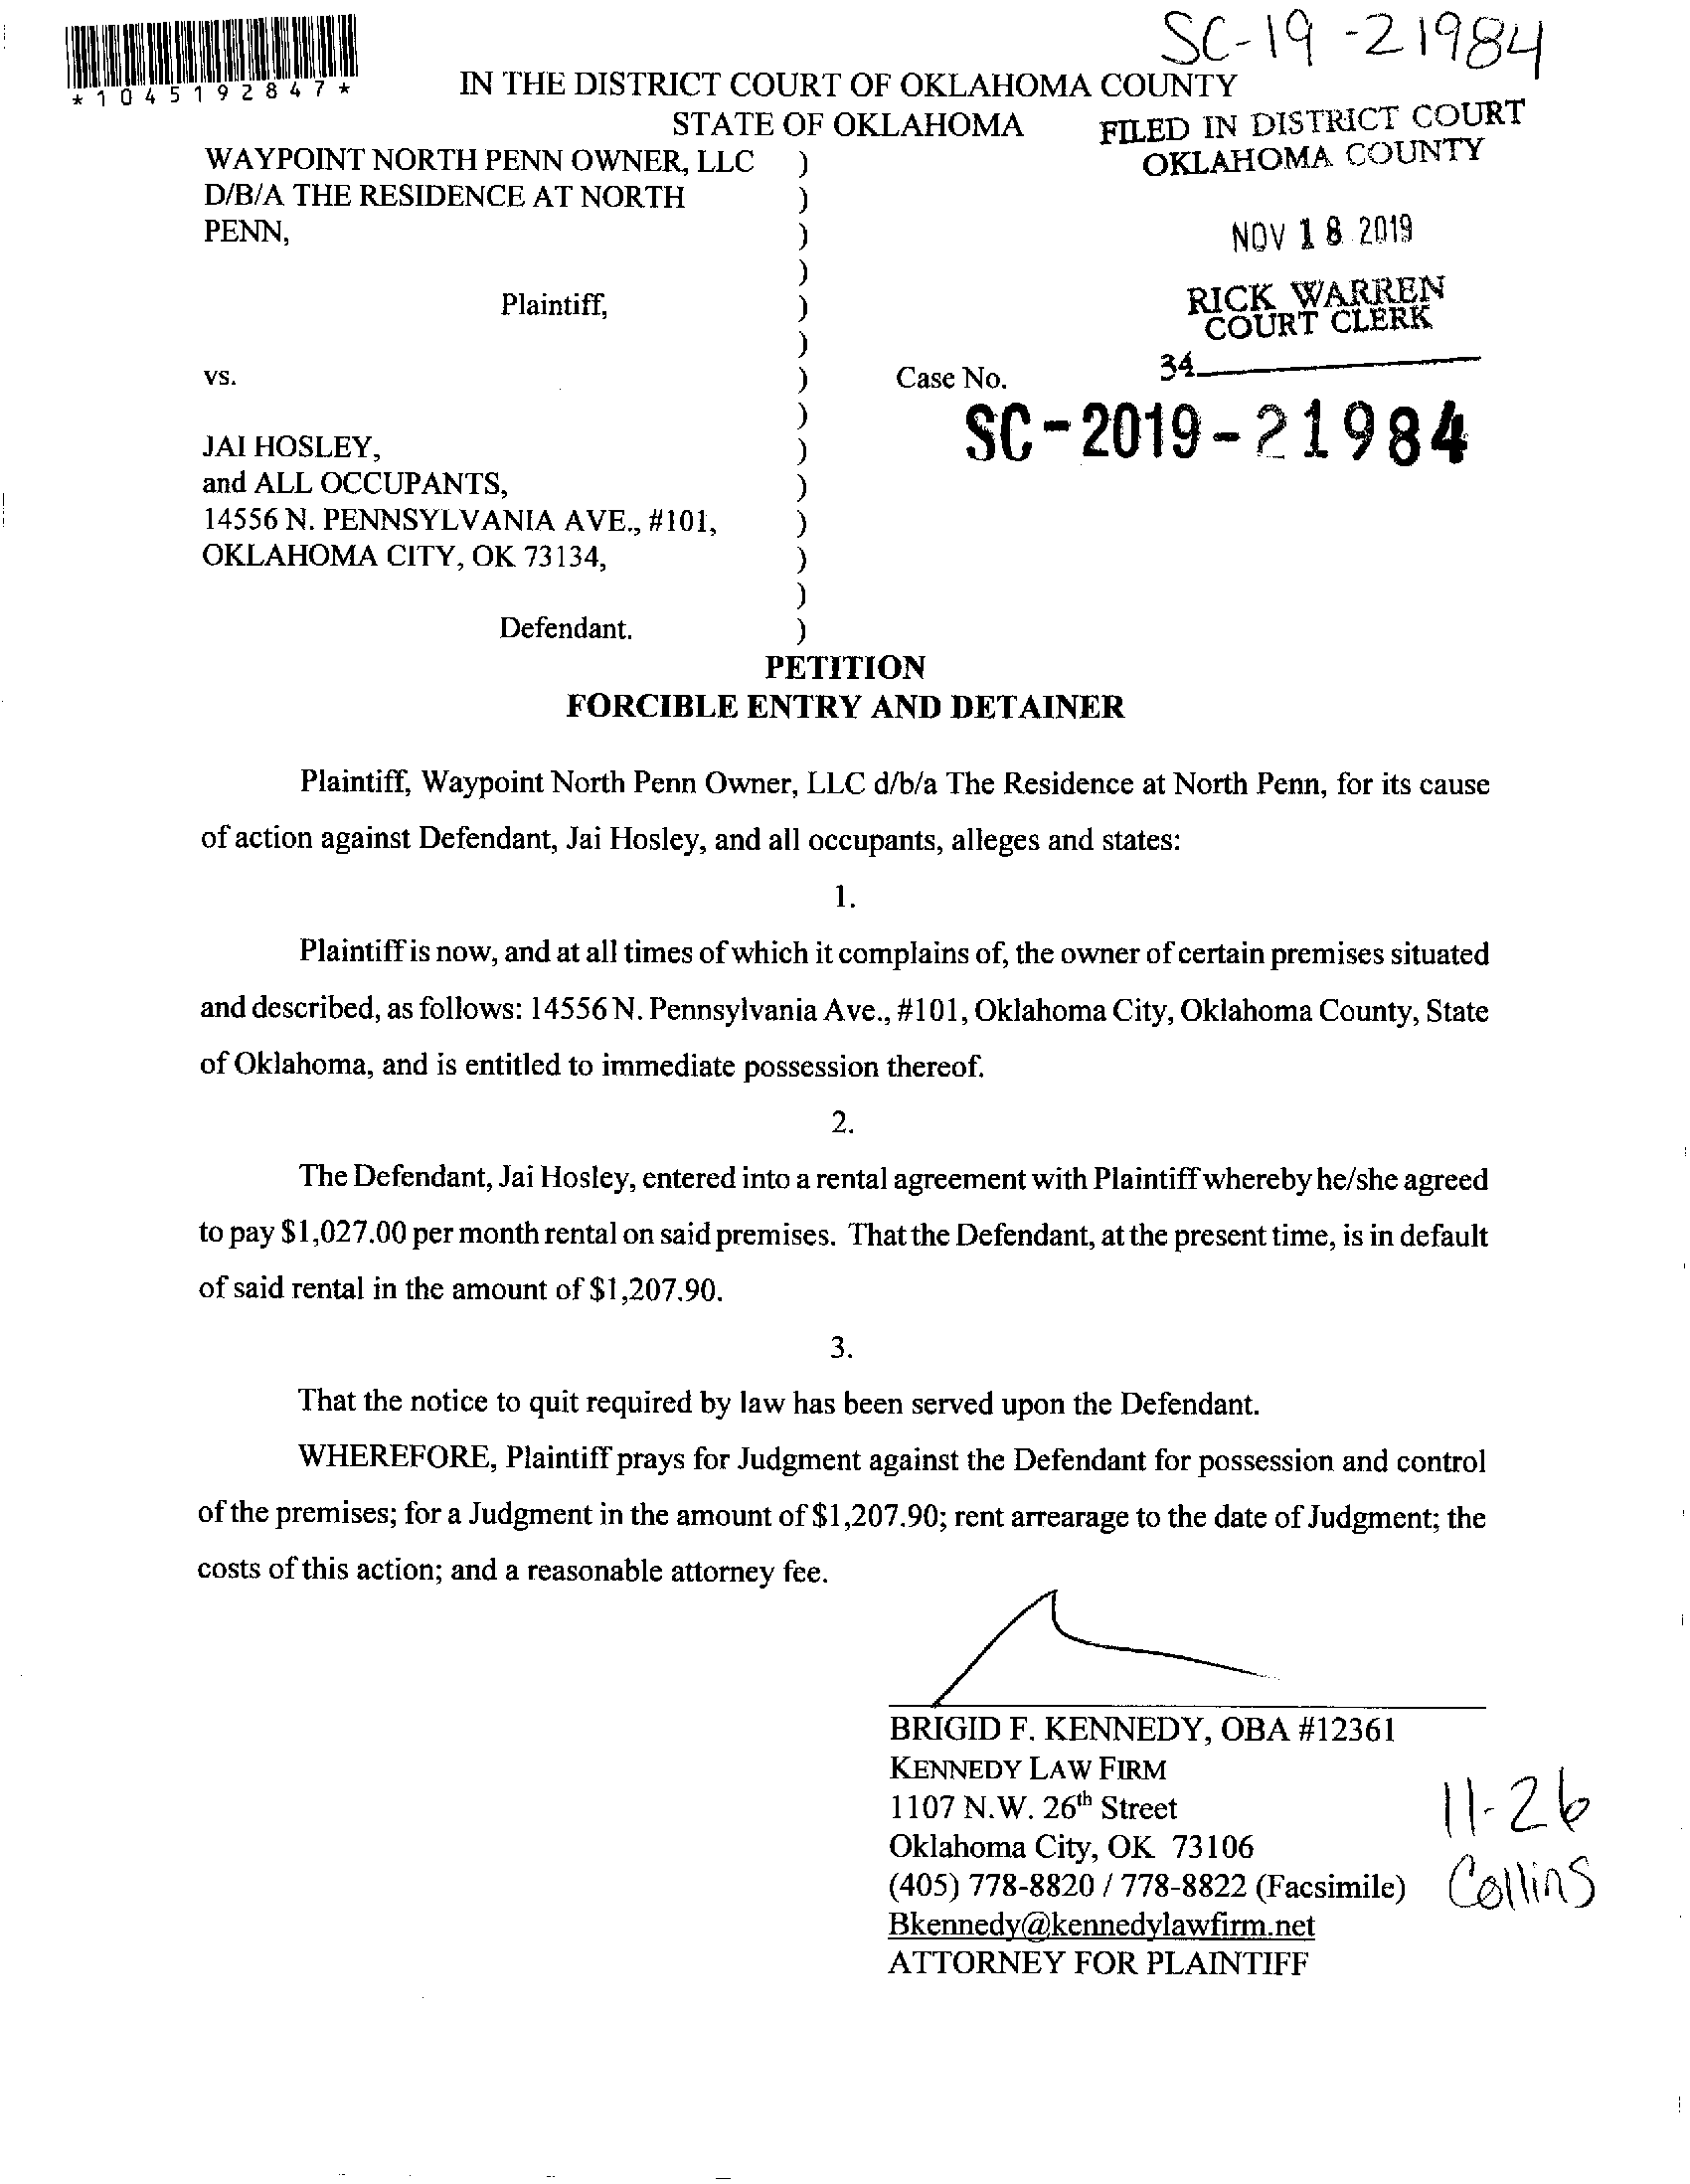 SC-19-21984
*1045192847*
IN THE DISTRICT COURT OF OKLAHOMA COUNTY
STATE OF OKLAHOMA
FILED IN DISTRICT COURT
OKLAHOMA COUNTY
WAYPOINT NORTH PENN OWNER, LLC )
D/B/A THE RESIDENCE AT NORTH )
PENN, )
NOV 18 2019
)
Plaintiff, )
RICK WARREN
COURT CLERK
)
34
vs. ) Case No.
)
SC-2019-21984
JAI HOSLEY, )
and ALL OCCUPANTS, )
14556 N. PENNSYLVANIA AVE., #101, )
OKLAHOMA CITY, OK 73134, )
)
Defendant. )
PETITION
FORCIBLE ENTRY AND DETAINER
Plaintiff, Waypoint North Penn Owner, LLC d/b/a The Residence at North Penn, for its cause
of action against Defendant, Jai Hosley, and all occupants, alleges and states:
1.
Plaintiff is now, and at all times of which it complains of, the owner of certain premises situated
and described, as follows: 14556 N. Pennsylvania Ave., #101, Oklahoma City, Oklahoma County, State
of Oklahoma, and is entitled to immediate possession thereof.
2.
The Defendant, Jai Hosley, entered into a rental agreement with Plaintiff whereby he/she agreed
to pay $1,027.00 per month rental on said premises. That the Defendant, at the present time, is in default
of said rental in the amount of $1,207.90.
3.
That the notice to quit required by law has been served upon the Defendant.
WHEREFORE, Plaintiff prays for Judgment against the Defendant for possession and control
of the premises; for a Judgment in the amount of $1,207.90; rent arrearage to the date of Judgment; the
costs of this action; and a reasonable attorney fee.
BRIGID F. KENNEDY, OBA #12361
KENNEDY LAW FIRM
1107 N.W. 26th Street
Oklahoma City, OK 73106
(405) 778-8820 / 778-8822 (Facsimile)
Bkennedy@kennedylawfirm.net
ATTORNEY FOR PLAINTIFF
11-26
Collins